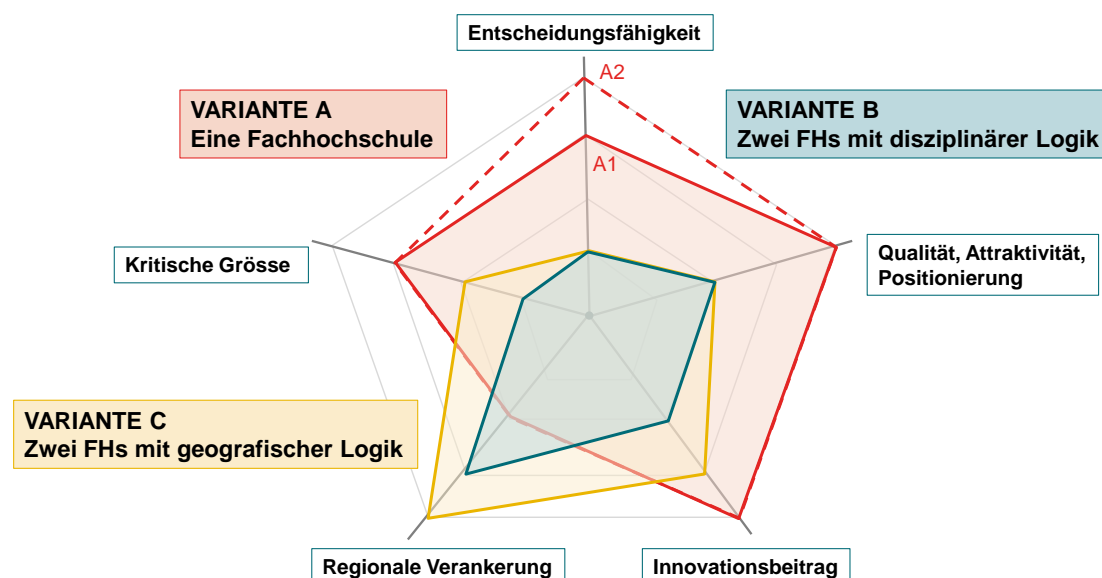 Entscheidungsfähigkeit
A2
VARIANTE A
Eine Fachhochschule
VARIANTE B
Zwei FHs mit disziplinärer Logik
A1
Kritische Grösse
Qualität, Attraktivität,
Positionierung
VARIANTE C
Zwei FHs mit geografischer Logik
Regionale Verankerung
Innovationsbeitrag